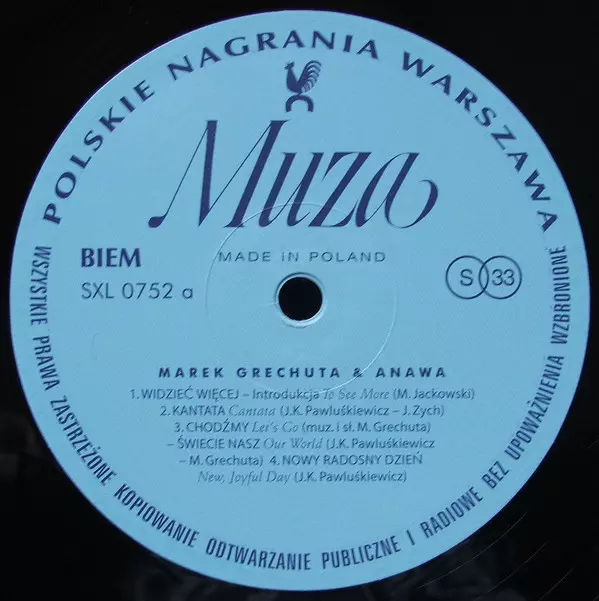 POLSKIE NAGRANIA WARSZAWA
Muza
BIEM
MADE IN POLAND
SXL 0752 a
S 33
MAREK GRECHUTA & ANAWA
1. WIDZIEĆ WIĘCEJ – Introdukcja To See More (M. Jackowski)
2. KANTATA Cantata (J.K. Pawluśkiewicz – J. Zych)
3. CHODŹMY Let's Go (muz. i sł. M. Grechuta)
– ŚWIECIE NASZ Our World (J.K. Pawluśkiewicz
– M. Grechuta) 4. NOWY RADOSNY DZIEŃ
New, Joyful Day (J.K. Pawluśkiewicz)
WSZYSTKIE PRAWA ZASTRZEŻONE KOPIOWANIE ODTWARZANIE PUBLICZNE I RADIOWE BEZ UPOWAŻNIENIA WZBRONIONE